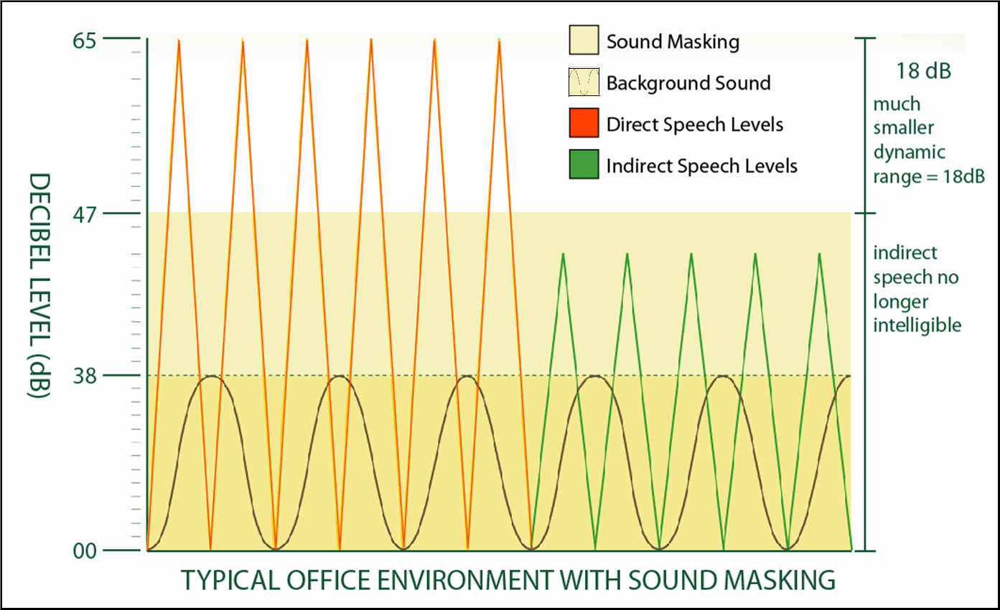 65
47
38
00
DECIBEL LEVEL (dB)
Sound Masking
Background Sound
Direct Speech Levels
Indirect Speech Levels
18 dB
much
smaller
dynamic
range = 18dB
indirect
speech no
longer
intelligible
TYPICAL OFFICE ENVIRONMENT WITH SOUND MASKING